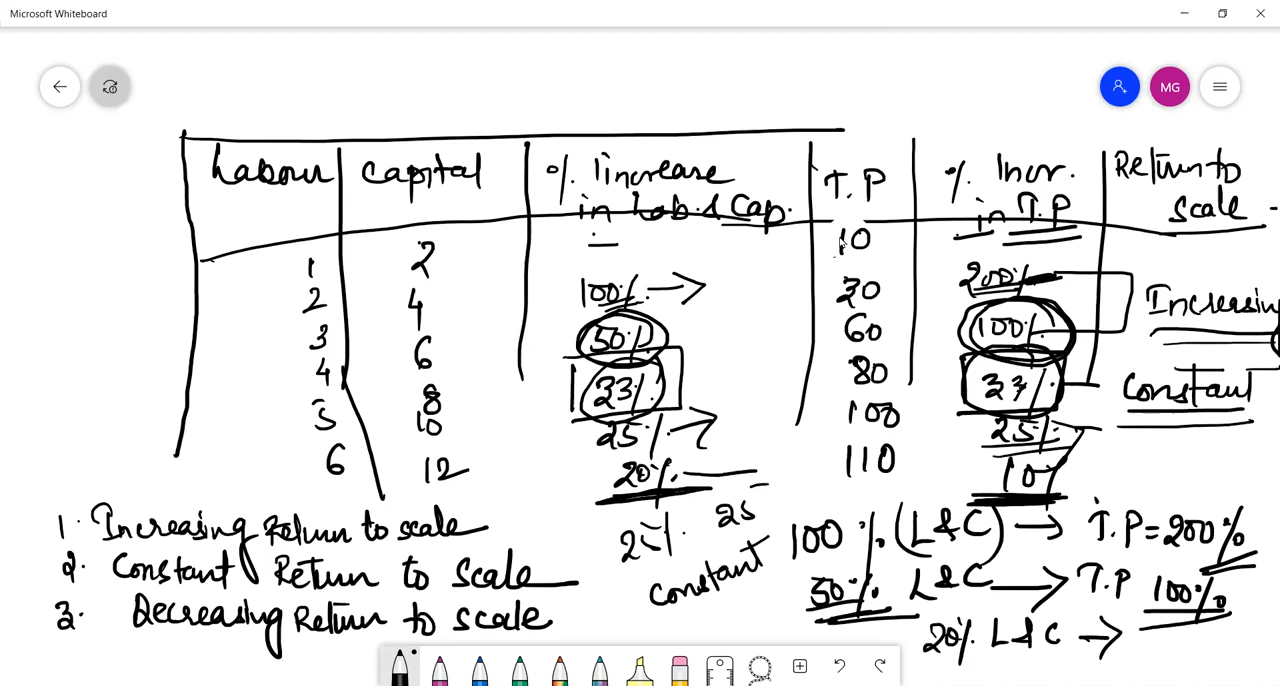 Microsoft Whiteboard
MG
Labour Capital % Iincrease in Lab. & Cap. T.P % Incr. in T.P Return to Scale
1 2 10
2 4 100% 30 200% Increasing
3 6 50% 60 100%
4 8 33% 80 33% Constant
5 10 25% 100 25%
6 12 20% 110 10%
25% 25
constant
1. Increasing Return to scale
2. Constant Return to scale
3. Decreasing Return to scale
100% (L&C) → T.P = 200%
50% L&C → T.P 100%
20% L&C →